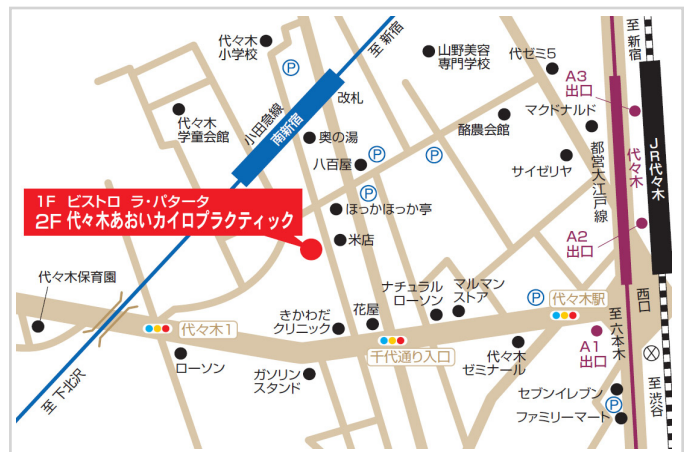 代々木
小学校
Ⓟ
至 新宿
山野美容
専門学校
代ゼミ5
至 新宿
A3
出口
改札
小田急線
南新宿
代々木
学童会館
奥の湯
八百屋
Ⓟ
Ⓟ
酪農会館
マクドナルド
サイゼリヤ
都営大江戸線
代々木
JR代々木
Ⓟ
ほっかほっか亭
米店
1F ビストロ ラ・パタータ
2F 代々木あおいカイロプラクティック
A2
出口
代々木保育園
ナチュラル
ローソン
マルマン
ストア
Ⓟ
代々木駅
西口
きかわだ
クリニック
花屋
代々木1
ローソン
千代通り入口
代々木
ゼミナール
A1
出口
至 六本木
至 渋谷
至 下北沢
ガソリン
スタンド
セブンイレブン
Ⓟ
ファミリーマート